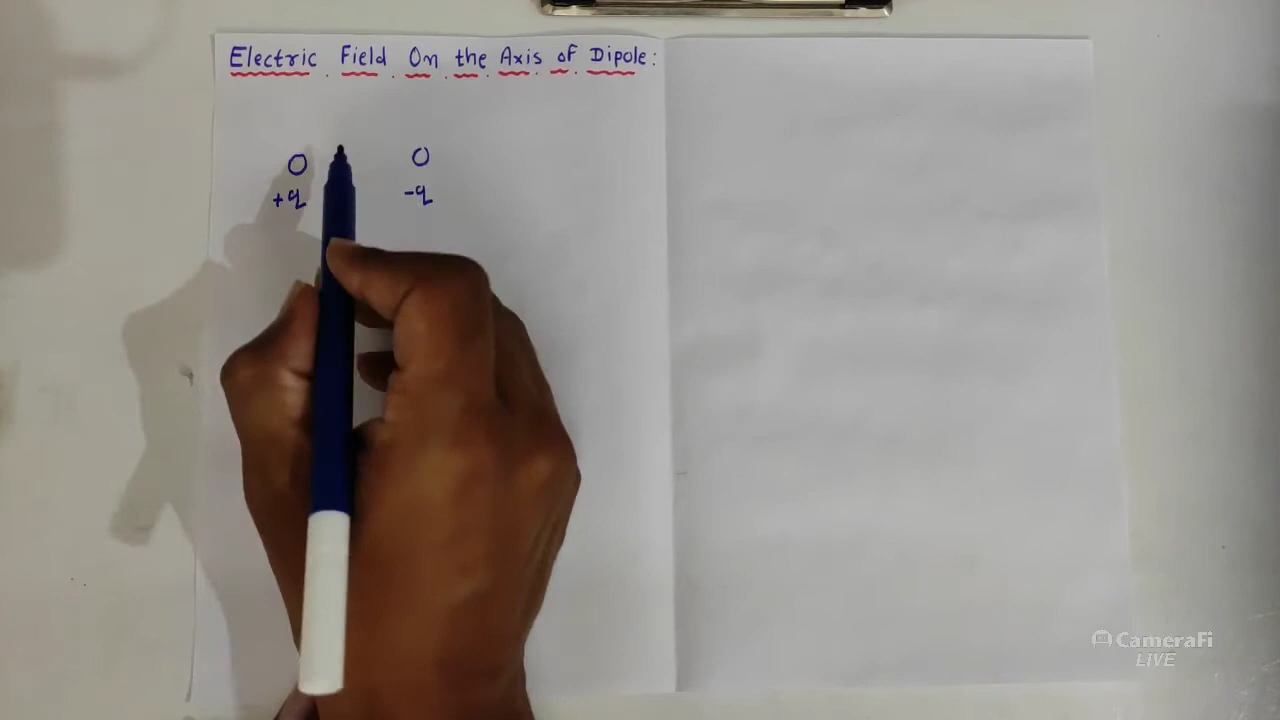 Electric Field On the Axis of Dipole:
O O
+q -q
CameraFi
LIVE